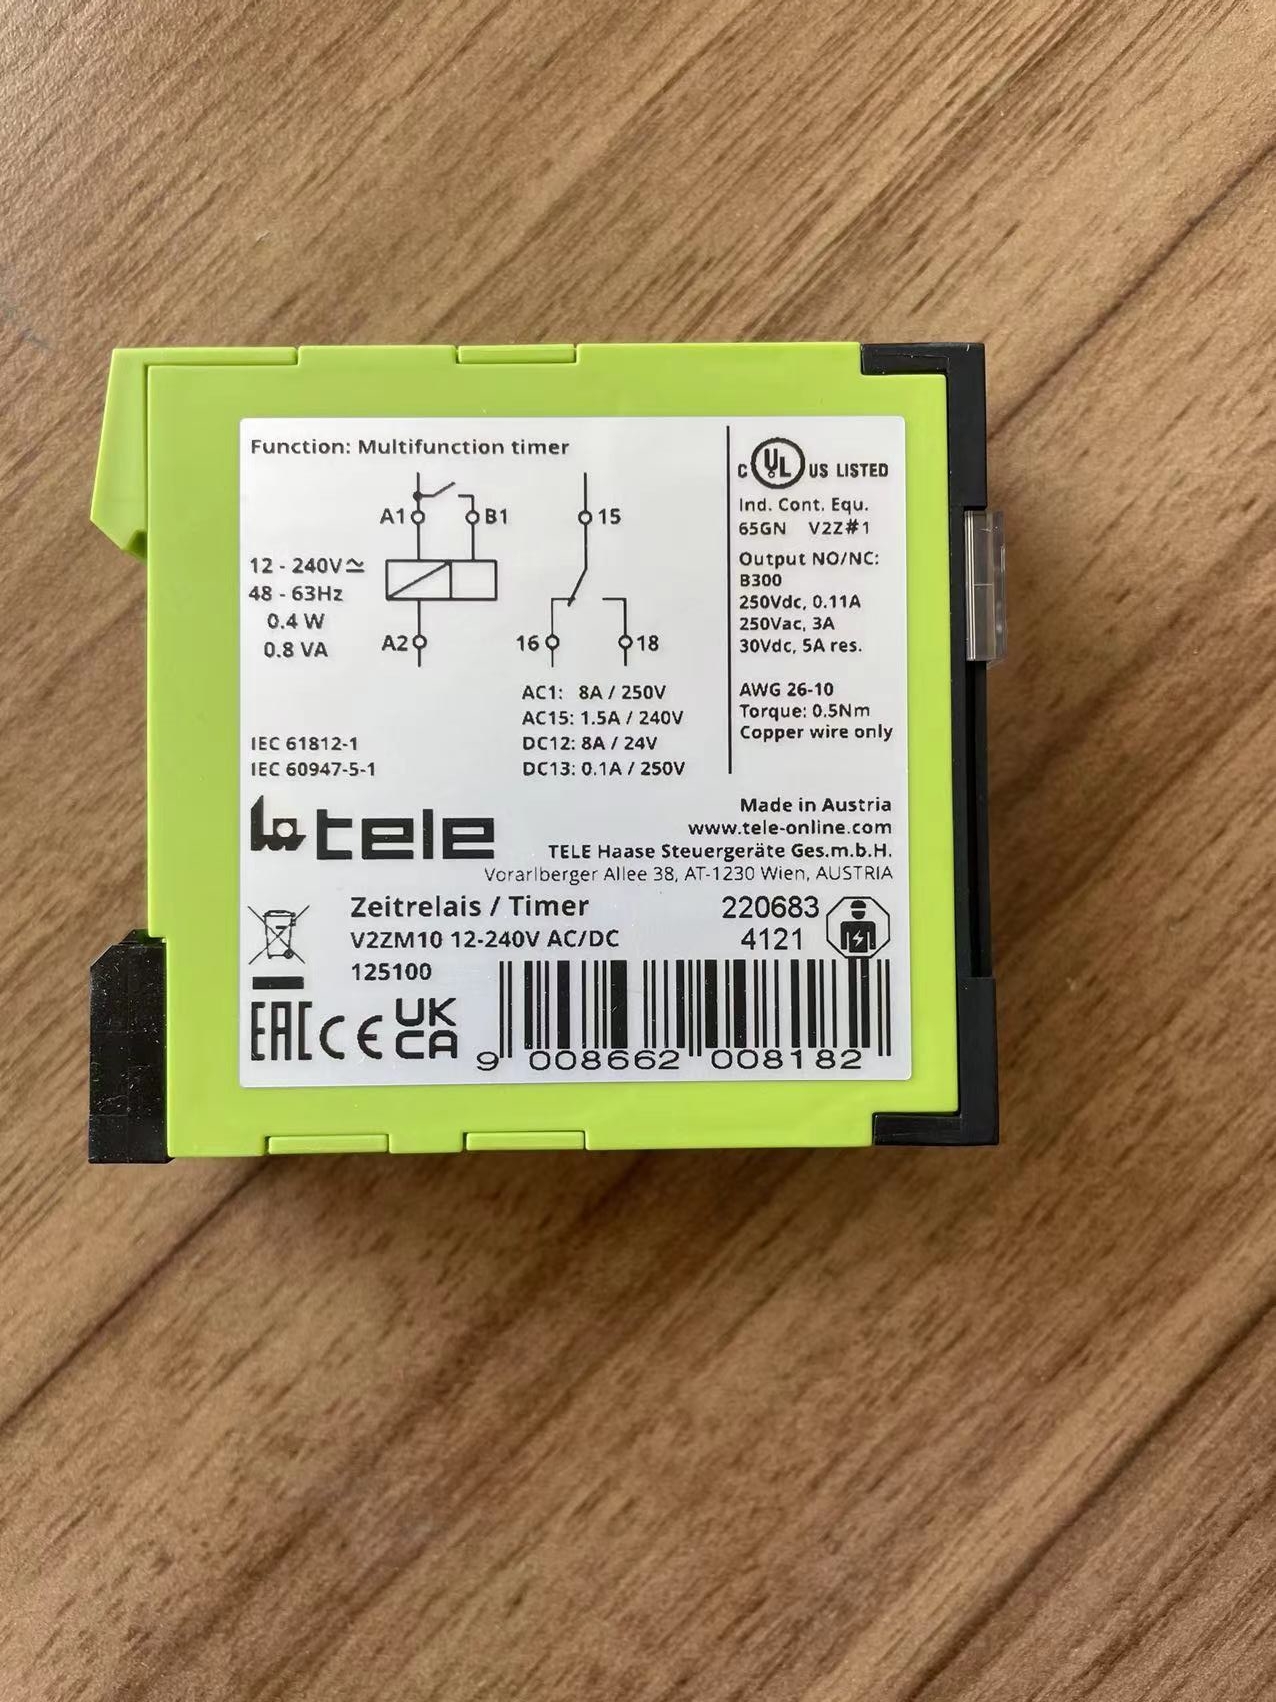 Function: Multifunction timer
A1 B1 15
12 - 240V≃
48 - 63Hz
0.4 W
0.8 VA
A2 16 18
AC1: 8A / 250V
AC15: 1.5A / 240V
DC12: 8A / 24V
DC13: 0.1A / 250V
IEC 61812-1
IEC 60947-5-1
C UL US LISTED
Ind. Cont. Equ.
65GN V2Z#1
Output NO/NC:
B300
250Vdc, 0.11A
250Vac, 3A
30Vdc, 5A res.
AWG 26-10
Torque: 0.5Nm
Copper wire only
tele
Made in Austria
www.tele-online.com
TELE Haase Steuergeräte Ges.m.b.H.
Vorarlberger Allee 38, AT-1230 Wien, AUSTRIA
Zeitrelais / Timer
V2ZM10 12-240V AC/DC
125100
220683
4121
EAC CE UKCA
9 008662 008182